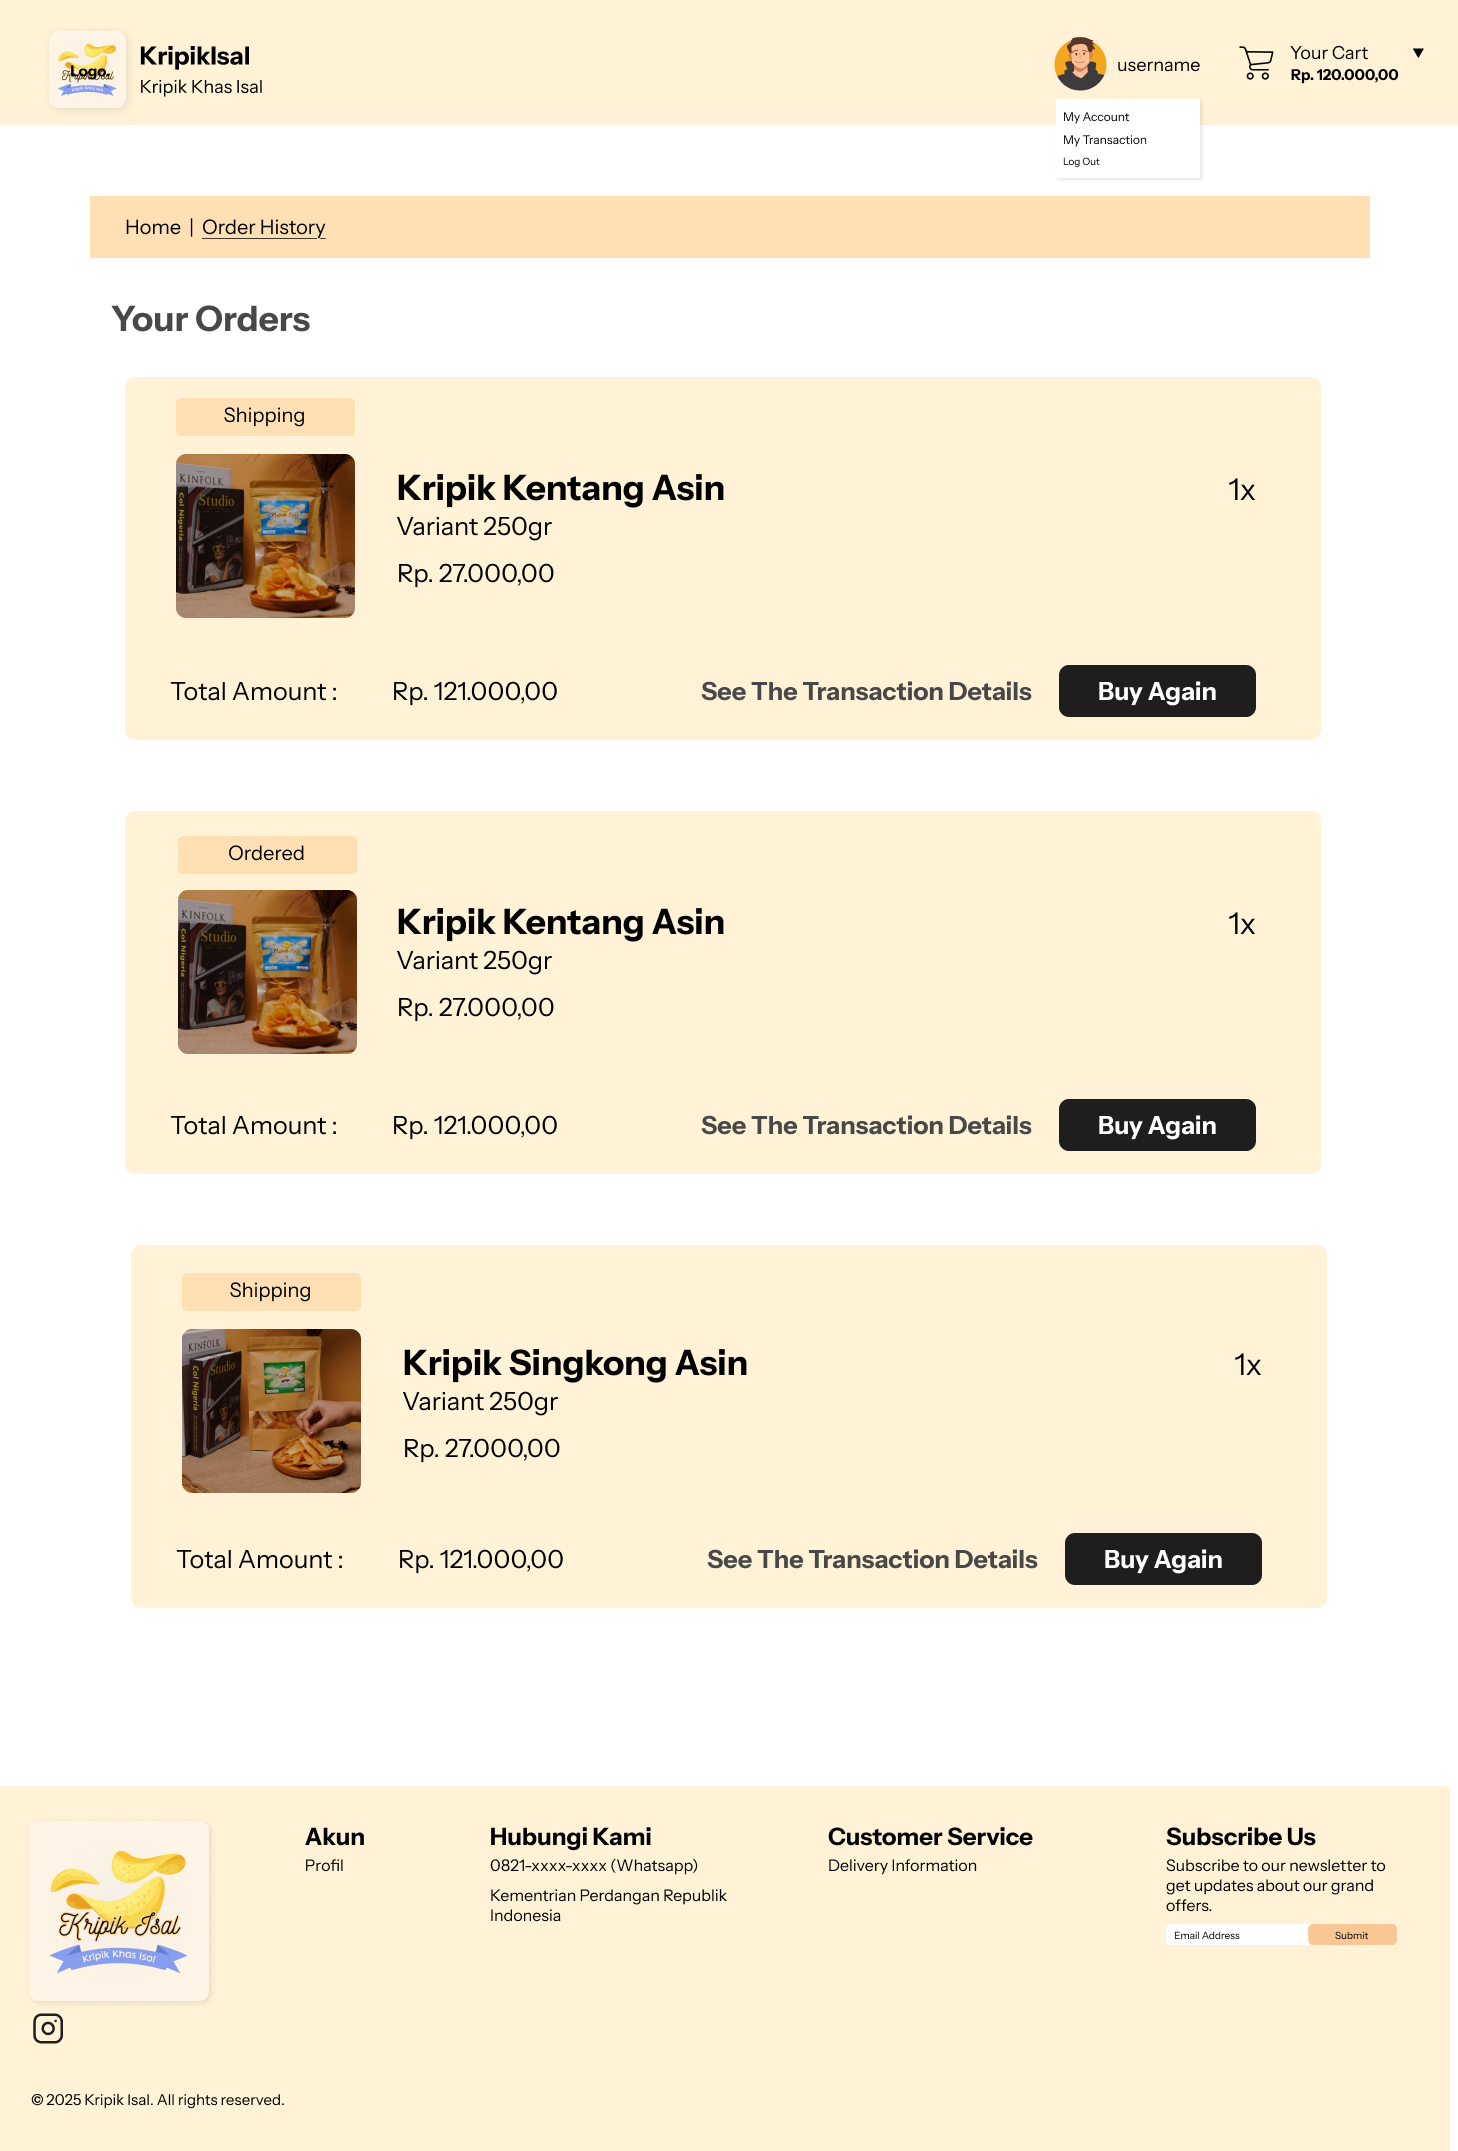 Logo.
KripikIsal
Kripik Khas Isal
username
Your Cart
Rp. 120.000,00
My Account
My Transaction
Log Out
Home | Order History
Your Orders
Shipping
KINFOLK
Studio
Col Nigeria
Kripik Kentang Asin
1x
Variant 250gr
Rp. 27.000,00
Total Amount :
Rp. 121.000,00
See The Transaction Details
Buy Again
Ordered
KINFOLK
Studio
Col Nigeria
Kripik Kentang Asin
1x
Variant 250gr
Rp. 27.000,00
Total Amount :
Rp. 121.000,00
See The Transaction Details
Buy Again
Shipping
KINFOLK
Studio
Col Nigeria
Kripik Singkong Asin
1x
Variant 250gr
Rp. 27.000,00
Total Amount :
Rp. 121.000,00
See The Transaction Details
Buy Again
Kripik Isal
Kripik Khas Isal
Akun
Profil
Hubungi Kami
0821-xxxx-xxxx (Whatsapp)
Kementrian Perdangan Republik
Indonesia
Customer Service
Delivery Information
Subscribe Us
Subscribe to our newsletter to
get updates about our grand
offers.
Email Address
Submit
© 2025 Kripik Isal. All rights reserved.